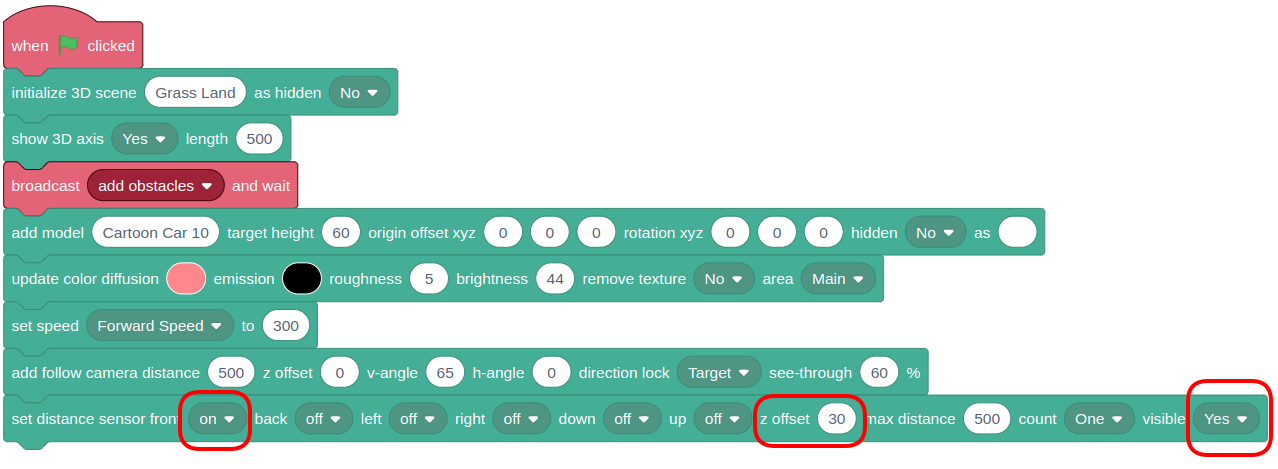 when clicked
initialize 3D scene Grass Land as hidden No
show 3D axis Yes length 500
broadcast add obstacles and wait
add model Cartoon Car 10 target height 60 origin offset xyz 0 0 0 rotation xyz 0 0 0 hidden No as
update color diffusion emission roughness 5 brightness 44 remove texture No area Main
set speed Forward Speed to 300
add follow camera distance 500 z offset 0 v-angle 65 h-angle 0 direction lock Target see-through 60 %
set distance sensor front on back off left off right off down off up off z offset 30 max distance 500 count One visible Yes